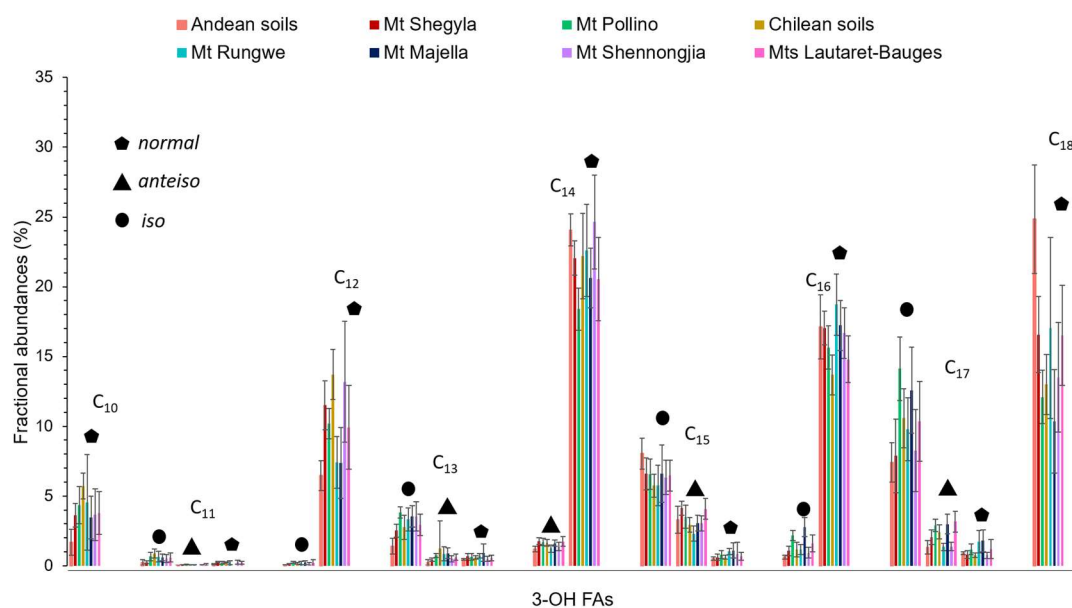 Andean soils Mt Shegyla Mt Pollino Chilean soils
Mt Rungwe Mt Majella Mt Shennongjia Mts Lautaret-Bauges
35
30
25
20
15
10
5
0
Fractional abundances (%)
normal
anteiso
iso
C10
C11
C12
C13
C14
C15
C16
C17
C18
3-OH FAs